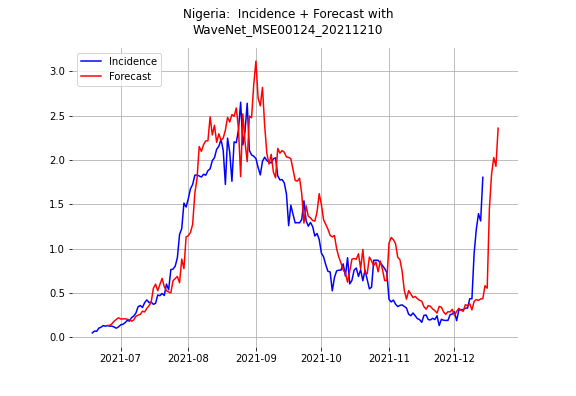 Nigeria:  Incidence + Forecast with
WaveNet_MSE00124_20211210
Incidence
Forecast
3.0
2.5
2.0
1.5
1.0
0.5
0.0
2021-07 2021-08 2021-09 2021-10 2021-11 2021-12